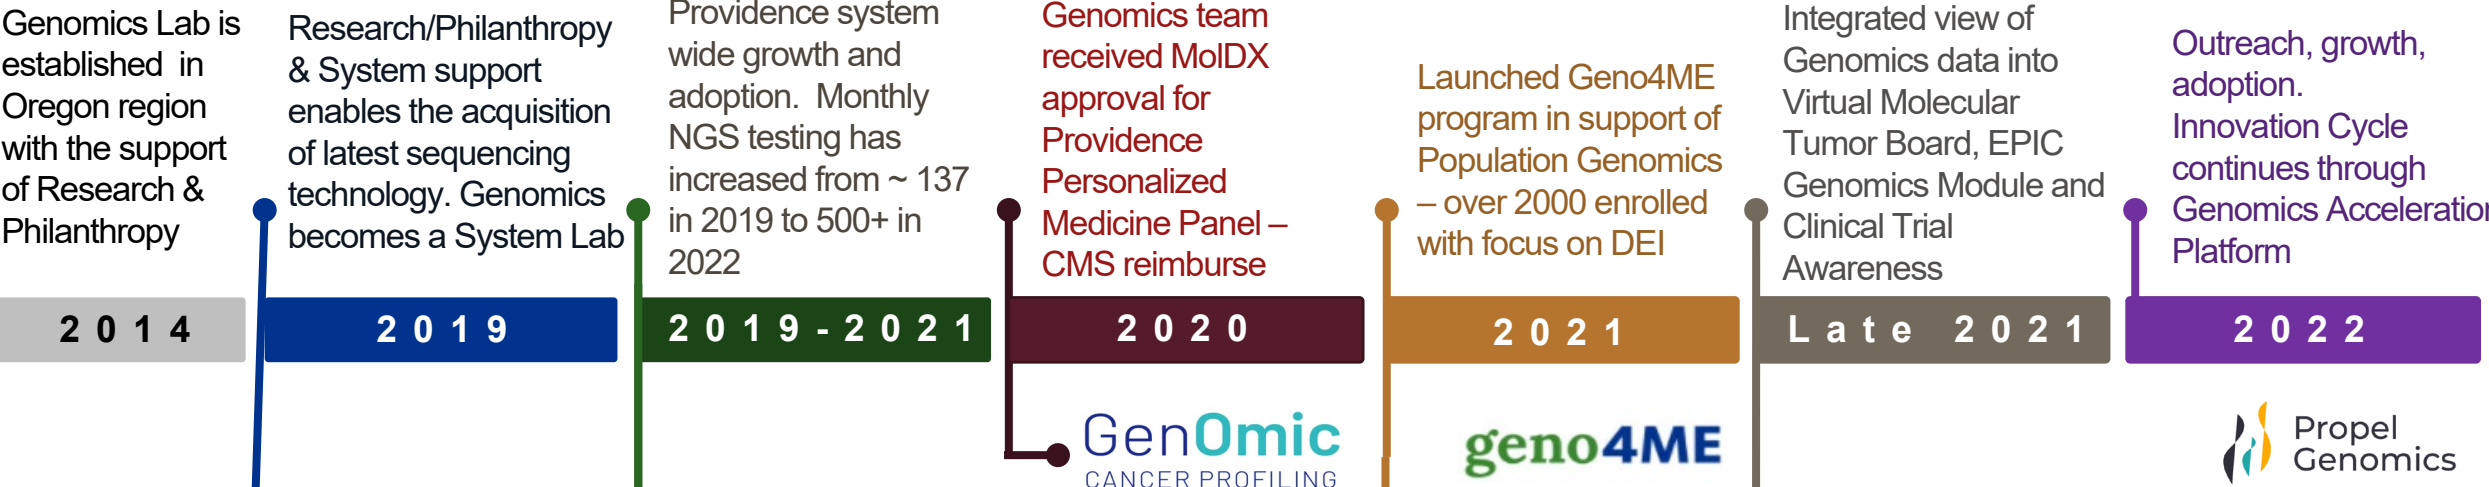 Genomics Lab is
established in
Oregon region
with the support
of Research &
Philanthropy
2014
Research/Philanthropy
& System support
enables the acquisition
of latest sequencing
technology. Genomics
becomes a System Lab
2019
Providence system
wide growth and
adoption. Monthly
NGS testing has
increased from ~ 137
in 2019 to 500+ in
2022
2019-2021
Genomics team
received MolDX
approval for
Providence
Personalized
Medicine Panel –
CMS reimburse
2020
GenOmic
CANCER PROFILING
Launched Geno4ME
program in support of
Population Genomics
– over 2000 enrolled
with focus on DEI
2021
geno4ME
Integrated view of
Genomics data into
Virtual Molecular
Tumor Board, EPIC
Genomics Module and
Clinical Trial
Awareness
Late 2021
Outreach, growth,
adoption.
Innovation Cycle
continues through
Genomics Acceleration
Platform
2022
Propel
Genomics